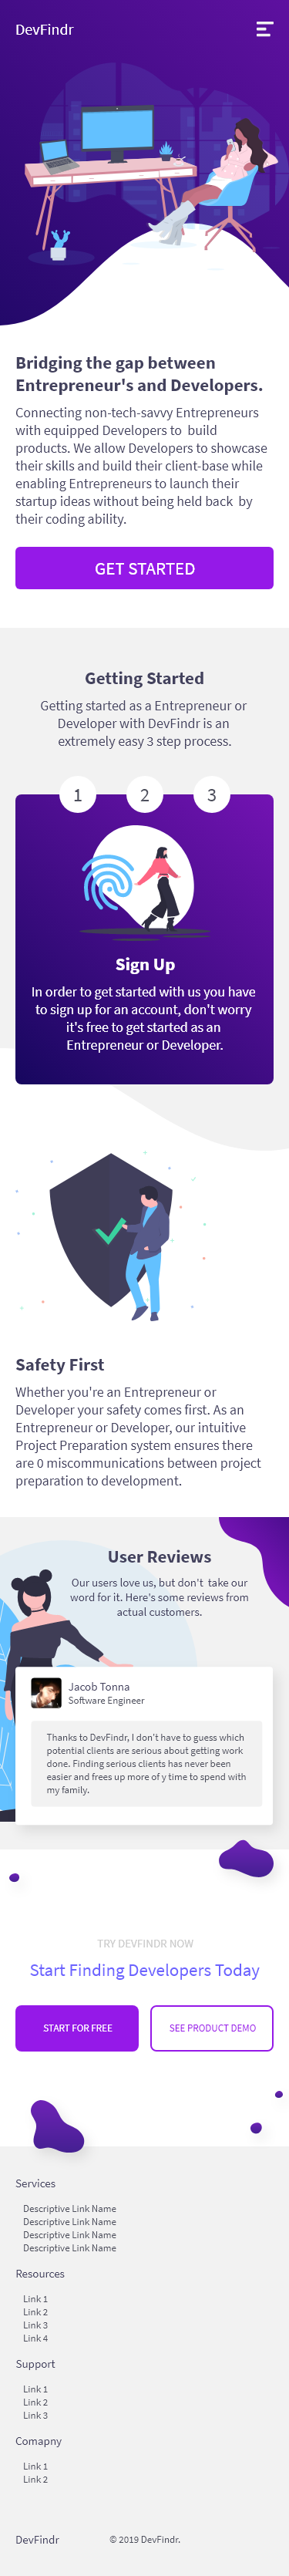 DevFindr
Bridging the gap between
Entrepreneur's and Developers.
Connecting non-tech-savvy Entrepreneurs
with equipped Developers to build
products. We allow Developers to showcase
their skills and build their client-base while
enabling Entrepreneurs to launch their
startup ideas without being held back by
their coding ability.
GET STARTED
Getting Started
Getting started as a Entrepreneur or
Developer with DevFindr is an
extremely easy 3 step process.
1 2 3
Sign Up
In order to get started with us you have
to sign up for an account, don't worry
it's free to get started as an
Entrepreneur or Developer.
Safety First
Whether you're an Entrepreneur or
Developer your safety comes first. As an
Entrepreneur or Developer, our intuitive
Project Preparation system ensures there
are 0 miscommunications between project
preparation to development.
User Reviews
Our users love us, but don't take our
word for it. Here's some reviews from
actual customers.
Jacob Tonna
Software Engineer
Thanks to DevFindr, I don't have to guess which
potential clients are serious about getting work
done. Finding serious clients has never been
easier and frees up more of y time to spend with
my family.
TRY DEVFINDR NOW
Start Finding Developers Today
START FOR FREE
SEE PRODUCT DEMO
Services
Descriptive Link Name
Descriptive Link Name
Descriptive Link Name
Descriptive Link Name
Resources
Link 1
Link 2
Link 3
Link 4
Support
Link 1
Link 2
Link 3
Comapny
Link 1
Link 2
DevFindr
© 2019 DevFindr.